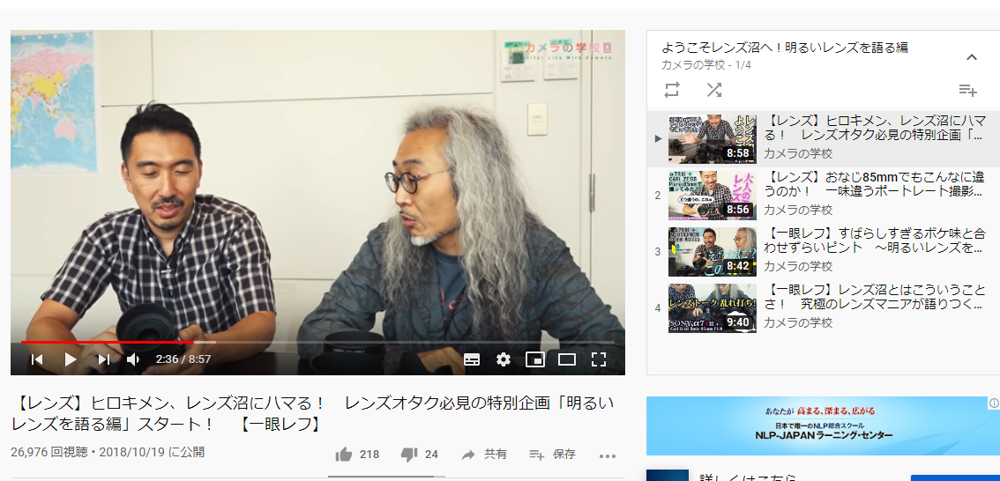 カメラの学校
2:36 / 8:57
【レンズ】ヒロキメン、レンズ沼にハマる！　レンズオタク必見の特別企画「明るい
レンズを語る編」スタート！　【一眼レフ】
26,976 回視聴・2018/10/19 に公開
218
24
共有
保存
ようこそレンズ沼へ！明るいレンズを語る編
カメラの学校 - 1/4
8:58
【レンズ】ヒロキメン、レンズ沼にハマ
る！　レンズオタク必見の特別企画「...
カメラの学校
2
8:56
【レンズ】おなじ85mmでもこんなに違
うのか！　一味違うポートレート撮影...
カメラの学校
3
8:42
【一眼レフ】すばらしすぎるボケ味と合
わせずらいピント　～明るいレンズを...
カメラの学校
4
レンズトーク 乱れ打ち!
9:40
【一眼レフ】レンズ沼とはこういうこと
さ！　究極のレンズマニアが語りつく...
カメラの学校
あなたが 高まる、深まる、広がる
日本で唯一のNLP総合スクール
NLP-JAPAN ラーニング・センター
詳しくはこちら